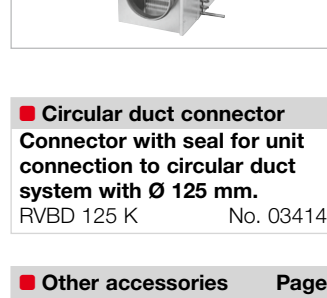 Circular duct connector
Connector with seal for unit
connection to circular duct
system with Ø 125 mm.
RVBD 125 K No. 03414
Other accessories Page